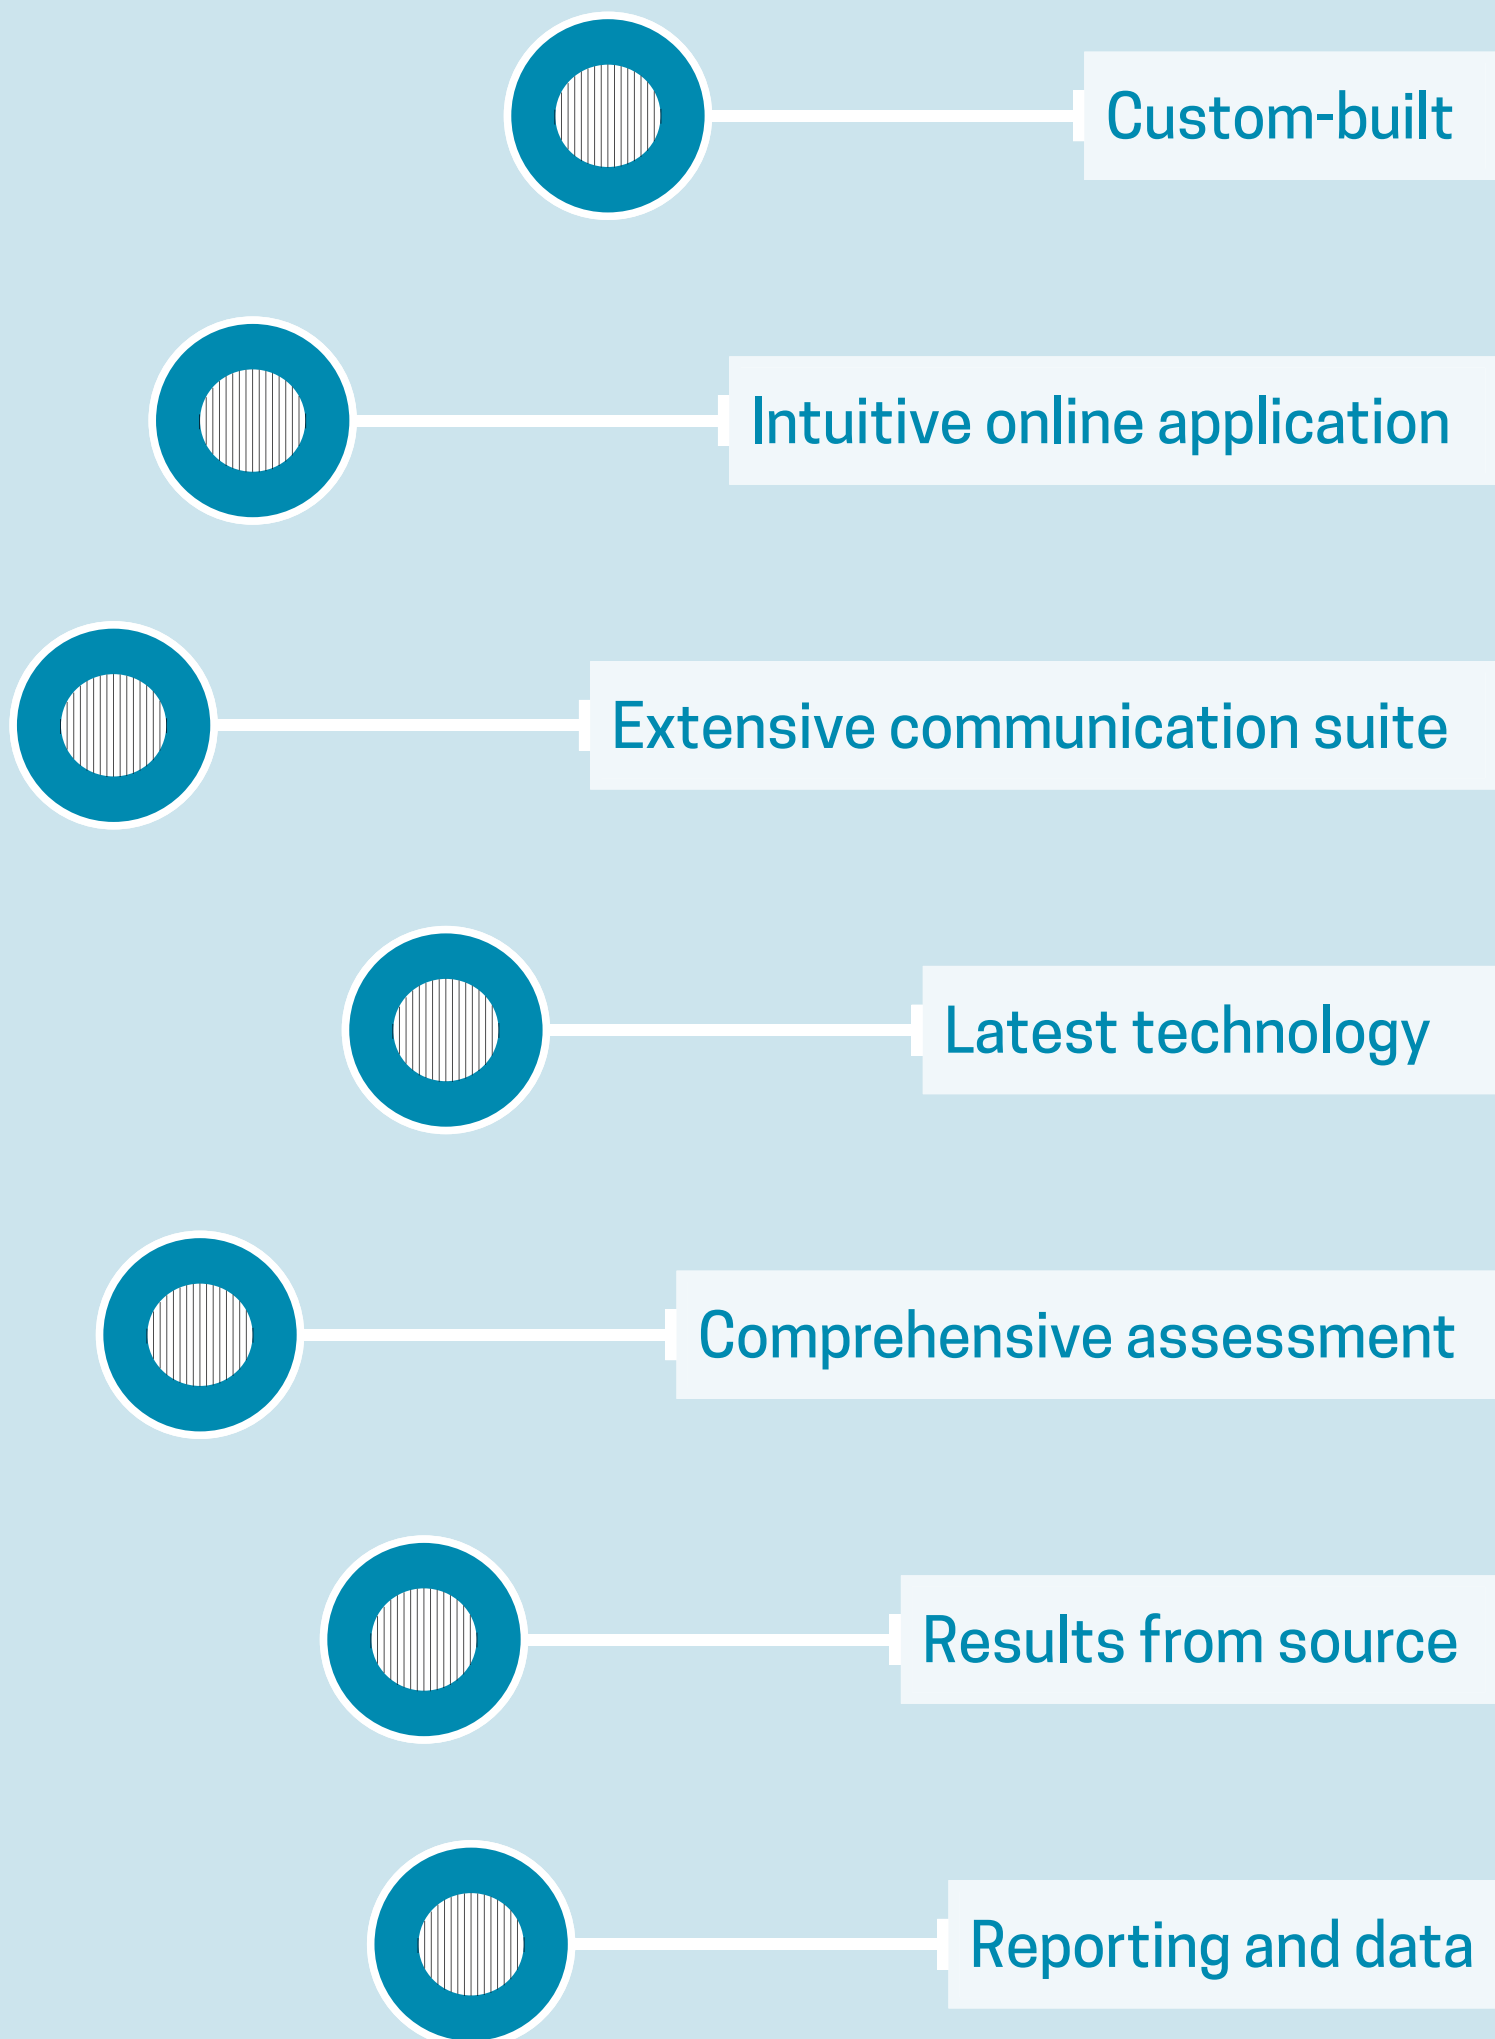 Custom-built
Intuitive online application
Extensive communication suite
Latest technology
Comprehensive assessment
Results from source
Reporting and data